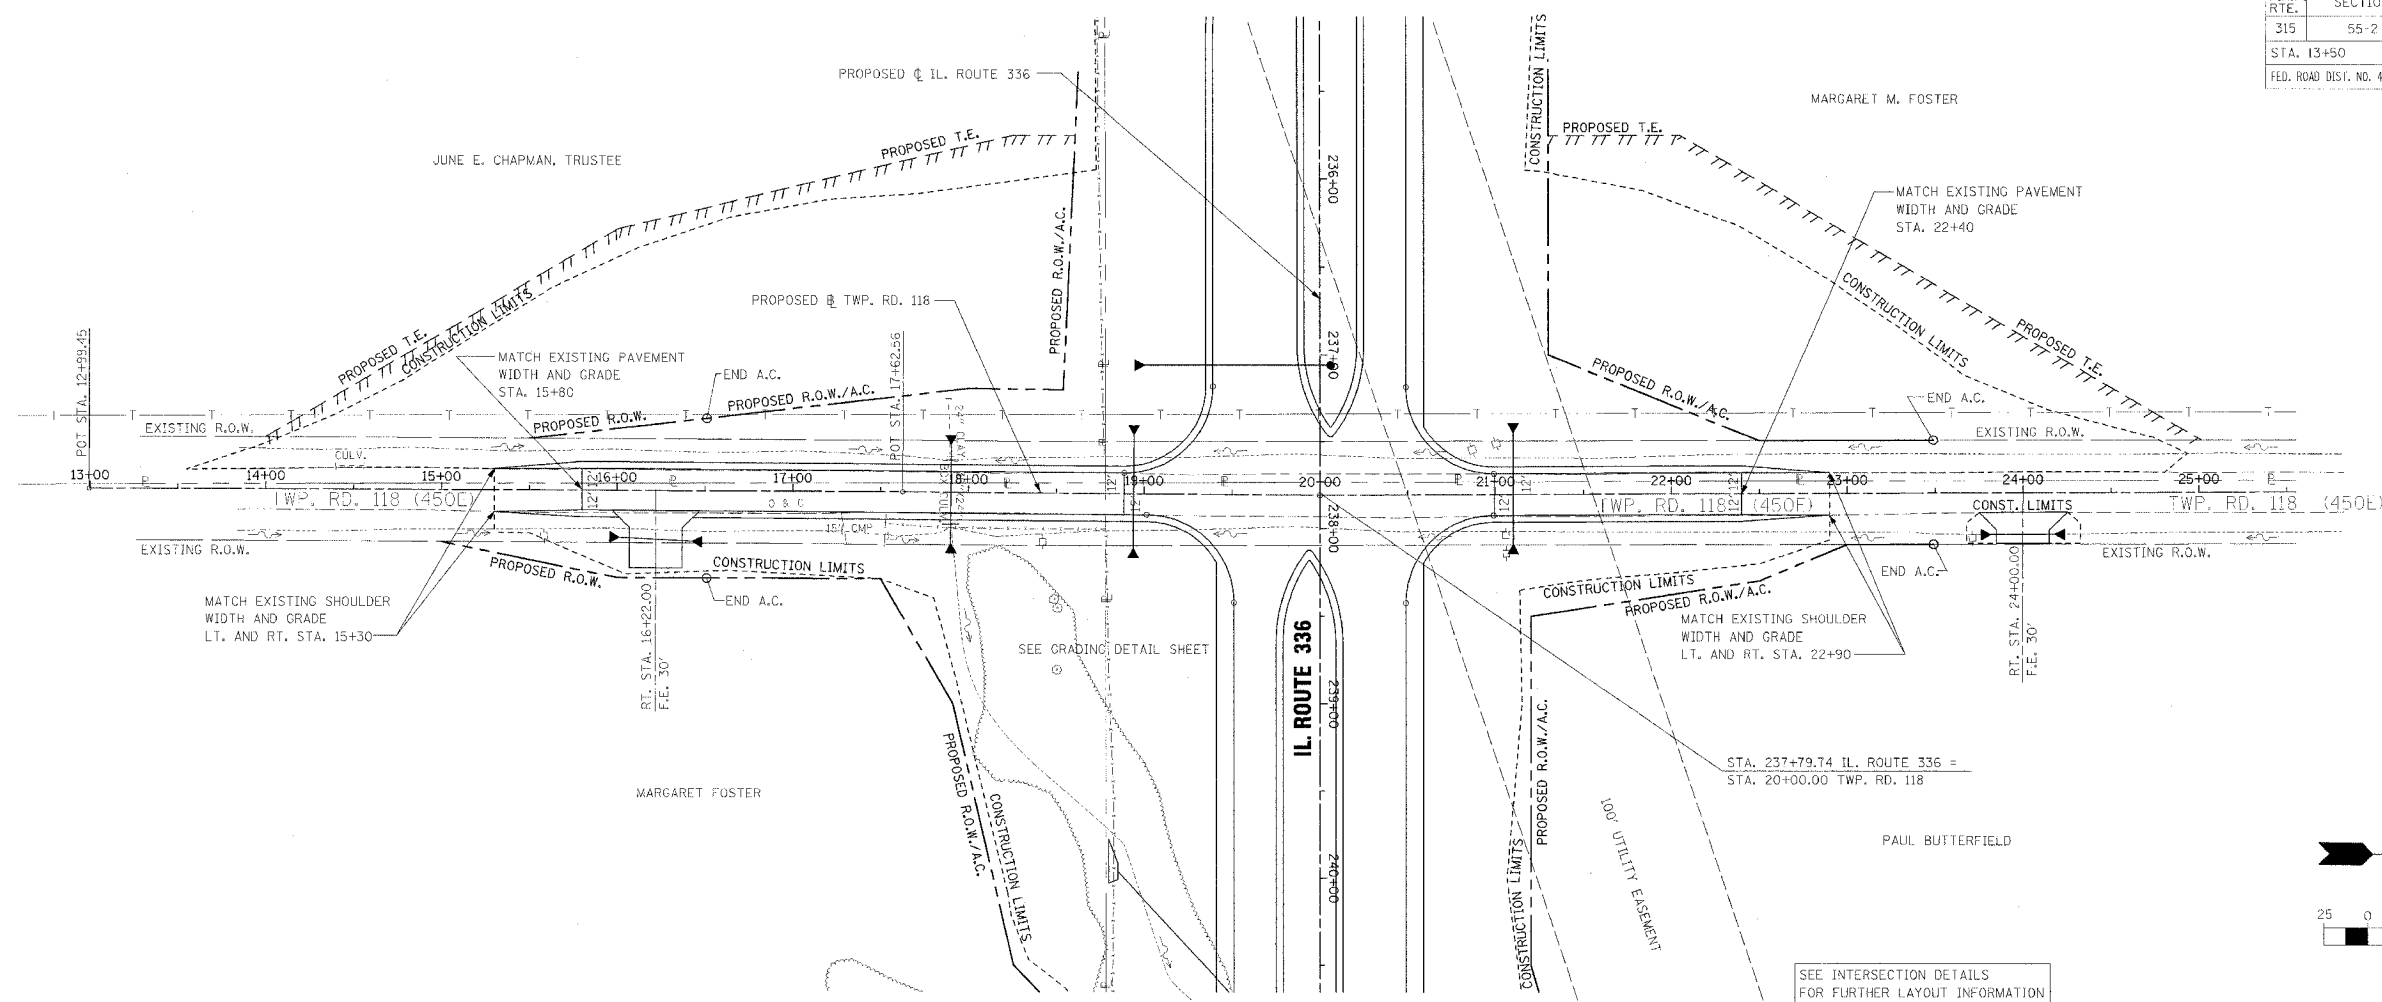 RTE.
SECTIO
315
55-2
STA. 13+50
FED. ROAD DIST. NO. 4
PROPOSED ℄ IL. ROUTE 336
CONSTRUCTION LIMITS
MARGARET M. FOSTER
JUNE E. CHAPMAN, TRUSTEE
PROPOSED T.E.
PROPOSED T.E.
236+00
MATCH EXISTING PAVEMENT
WIDTH AND GRADE
STA. 22+40
PROPOSED R.O.W./A.C.
CONSTRUCTION LIMITS
PROPOSED T.E.
PROPOSED T.E.
CONSTRUCTION LIMITS
PROPOSED TWP. RD. 118
237+00
POT STA. 12+99.45
MATCH EXISTING PAVEMENT
WIDTH AND GRADE
STA. 15+80
END A.C.
POT STA. 17+62.56
PROPOSED R.O.W./A.C.
END A.C.
PROPOSED R.O.W.
PROPOSED R.O.W./A.C.
EXISTING R.O.W.
EXISTING R.O.W.
CULV.
13+00
14+00
15+00
16+00
17+00
18+00
19+00
20+00
21+00
22+00
23+00
24+00
25+00
12'
12'
12'
12'
12'
12'
12'
12'
TWP. RD. 118 (450E)
O & C
TWP. RD. 118 (450E)
CONST. LIMITS
TWP. RD. 118 (450E)
15" CMP
238+00
EXISTING R.O.W.
EXISTING R.O.W.
PROPOSED R.O.W.
CONSTRUCTION LIMITS
END A.C.
CONSTRUCTION LIMITS
PROPOSED R.O.W./A.C.
END A.C.
MATCH EXISTING SHOULDER
WIDTH AND GRADE
LT. AND RT. STA. 15+30
RT. STA. 16+22.00
F.E. 30'
SEE GRADING DETAIL SHEET
IL. ROUTE 336
MATCH EXISTING SHOULDER
WIDTH AND GRADE
LT. AND RT. STA. 22+90
RT. STA. 24+00.00
F.E. 30'
239+00
PROPOSED R.O.W./A.C.
CONSTRUCTION LIMITS
MARGARET FOSTER
PROPOSED R.O.W./A.C.
CONSTRUCTION LIMITS
STA. 237+79.74 IL. ROUTE 336 =
STA. 20+00.00 TWP. RD. 118
100' UTILITY EASEMENT
PAUL BUTTERFIELD
240+00
25 0
SEE INTERSECTION DETAILS
FOR FURTHER LAYOUT INFORMATION